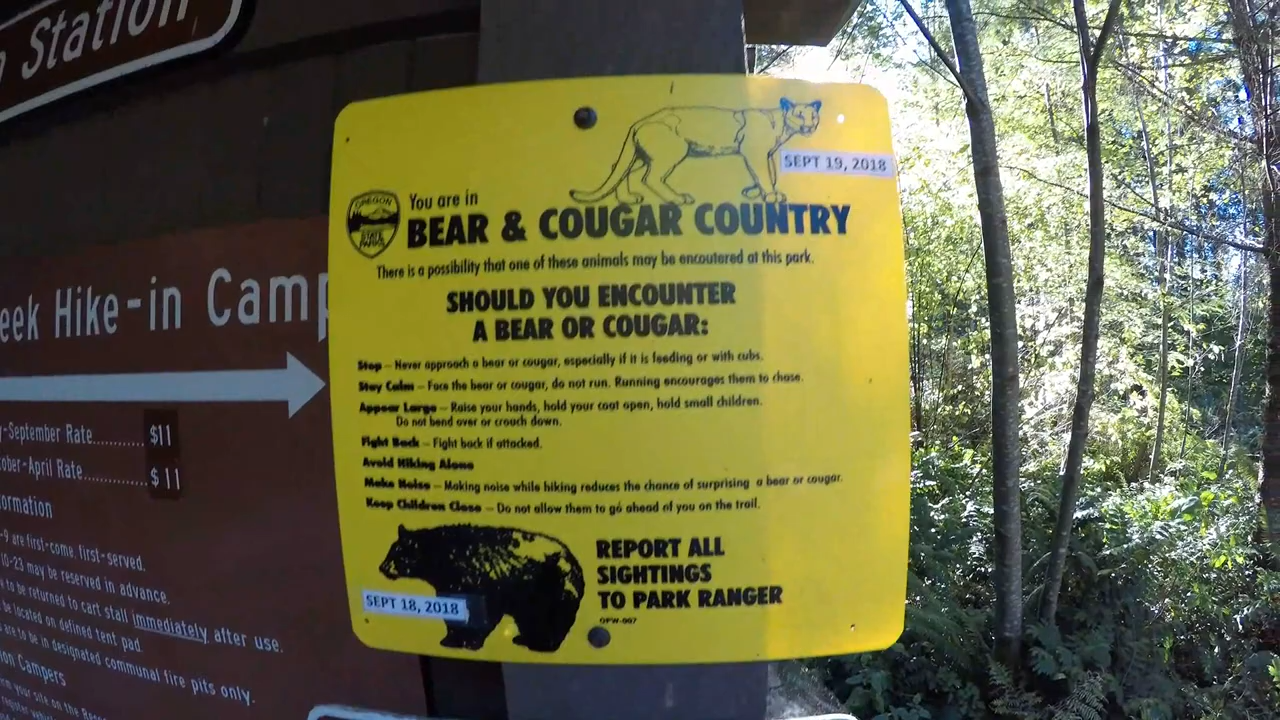 Station
eek Hike-in Camp
-September Rate........... $11
ober-April Rate............. $11
ormation
-9 are first-come, first-served.
10-23 may be reserved in advance.
to be returned to cart stall immediately after use.
be located on defined tent pad.
are to be in designated communal fire pits only.
ion Campers
your site on the
SEPT 19, 2018
OREGON
STATE
PARKS
You are in
BEAR & COUGAR COUNTRY
There is a possibility that one of these animals may be encoutered at this park.
SHOULD YOU ENCOUNTER
A BEAR OR COUGAR:
Stop – Never approach a bear or cougar, especially if it is feeding or with cubs.
Stay Calm – Face the bear or cougar, do not run. Running encourages them to chase.
Appear Large – Raise your hands, hold your coat open, hold small children.
Do not bend over or crouch down.
Fight Back – Fight back if attacked.
Avoid Hiking Alone
Make Noise – Making noise while hiking reduces the chance of surprising a bear or cougar.
Keep Children Close – Do not allow them to go ahead of you on the trail.
REPORT ALL
SIGHTINGS
TO PARK RANGER
SEPT 18, 2018